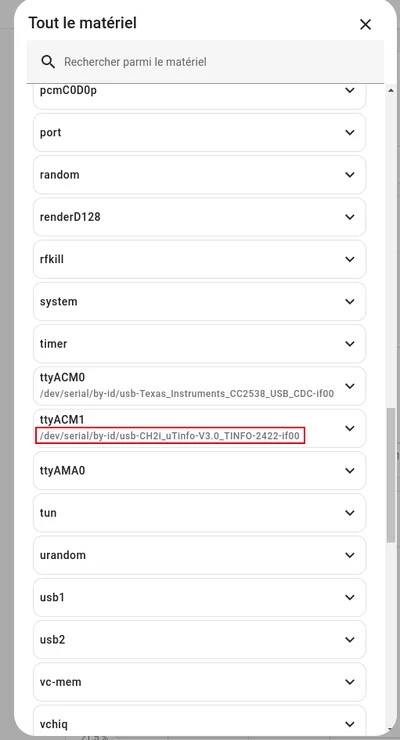 Tout le matériel
Rechercher parmi le matériel
pcmC0D0p
port
random
renderD128
rfkill
system
timer
ttyACM0
/dev/serial/by-id/usb-Texas_Instruments_CC2538_USB_CDC-if00
ttyACM1
/dev/serial/by-id/usb-CH2I_uTinfo-V3.0_TINFO-2422-if00
ttyAMA0
tun
urandom
usb1
usb2
vc-mem
vchiq